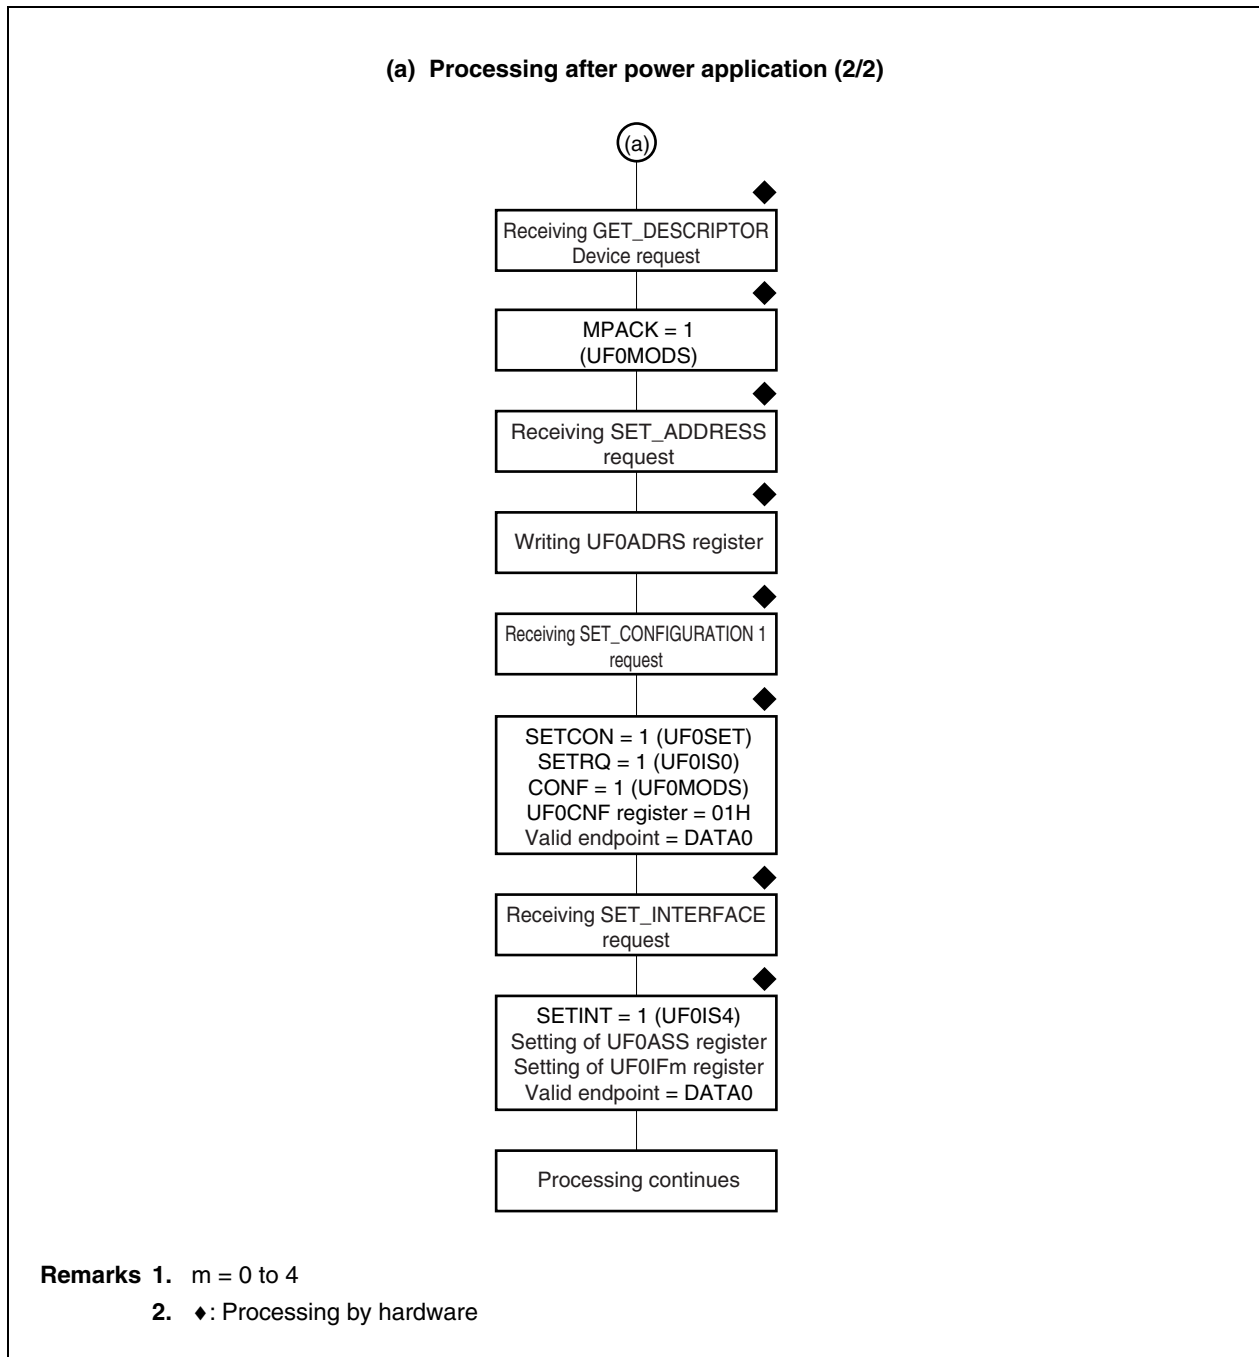 (a) Processing after power application (2/2)
(a)
Receiving GET_DESCRIPTOR
Device request
MPACK = 1
(UF0MODS)
Receiving SET_ADDRESS
request
Writing UF0ADRS register
Receiving SET_CONFIGURATION 1
request
SETCON = 1 (UF0SET)
SETRQ = 1 (UF0IS0)
CONF = 1 (UF0MODS)
UF0CNF register = 01H
Valid endpoint = DATA0
Receiving SET_INTERFACE
request
SETINT = 1 (UF0IS4)
Setting of UF0ASS register
Setting of UF0IFm register
Valid endpoint = DATA0
Processing continues
Remarks 1. m = 0 to 4
2. ♦: Processing by hardware